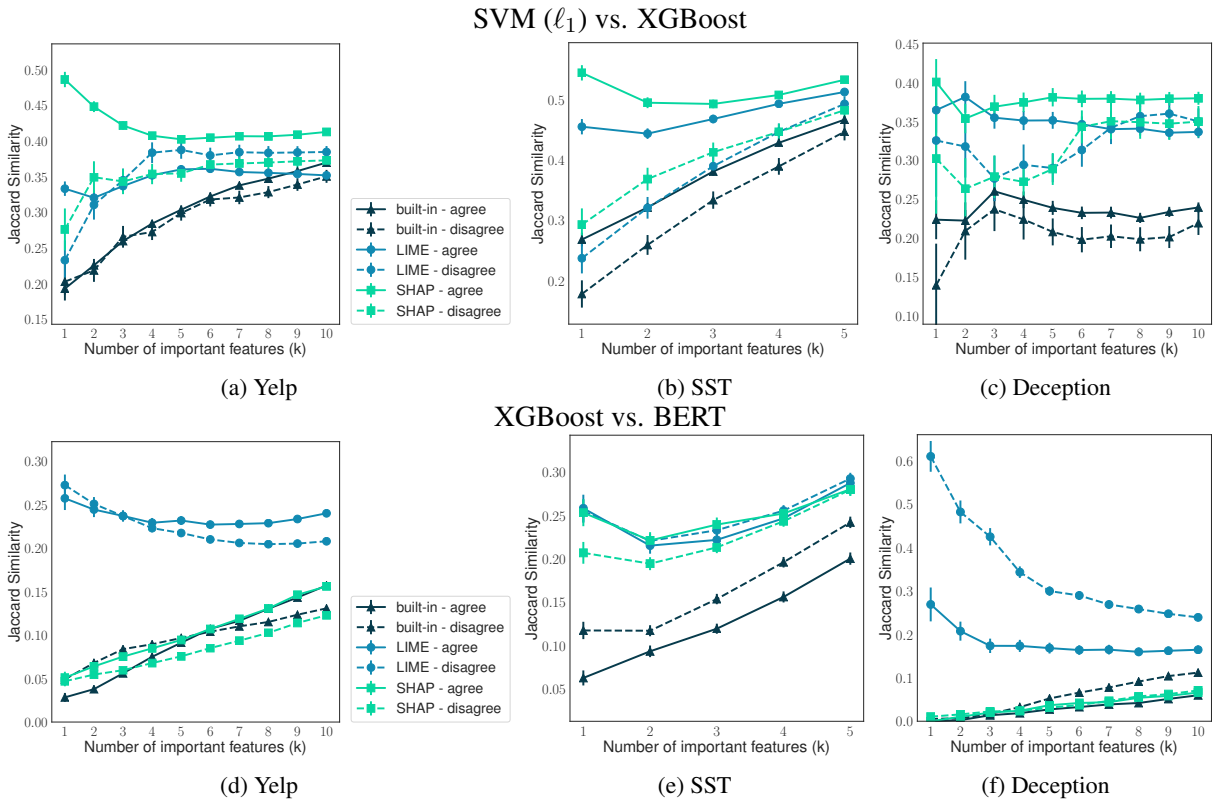 SVM (ℓ₁) vs. XGBoost
Jaccard Similarity
0.50
0.45
0.40
0.35
0.30
0.25
0.20
0.15
1 2 3 4 5 6 7 8 9 10
Number of important features (k)
(a) Yelp
built-in - agree
built-in - disagree
LIME - agree
LIME - disagree
SHAP - agree
SHAP - disagree
Jaccard Similarity
0.5
0.4
0.3
0.2
1 2 3 4 5
Number of important features (k)
(b) SST
Jaccard Similarity
0.45
0.40
0.35
0.30
0.25
0.20
0.15
0.10
1 2 3 4 5 6 7 8 9 10
Number of important features (k)
(c) Deception
XGBoost vs. BERT
Jaccard Similarity
0.30
0.25
0.20
0.15
0.10
0.05
0.00
1 2 3 4 5 6 7 8 9 10
Number of important features (k)
(d) Yelp
built-in - agree
built-in - disagree
LIME - agree
LIME - disagree
SHAP - agree
SHAP - disagree
Jaccard Similarity
0.30
0.25
0.20
0.15
0.10
0.05
1 2 3 4 5
Number of important features (k)
(e) SST
Jaccard Similarity
0.6
0.5
0.4
0.3
0.2
0.1
0.0
1 2 3 4 5 6 7 8 9 10
Number of important features (k)
(f) Deception